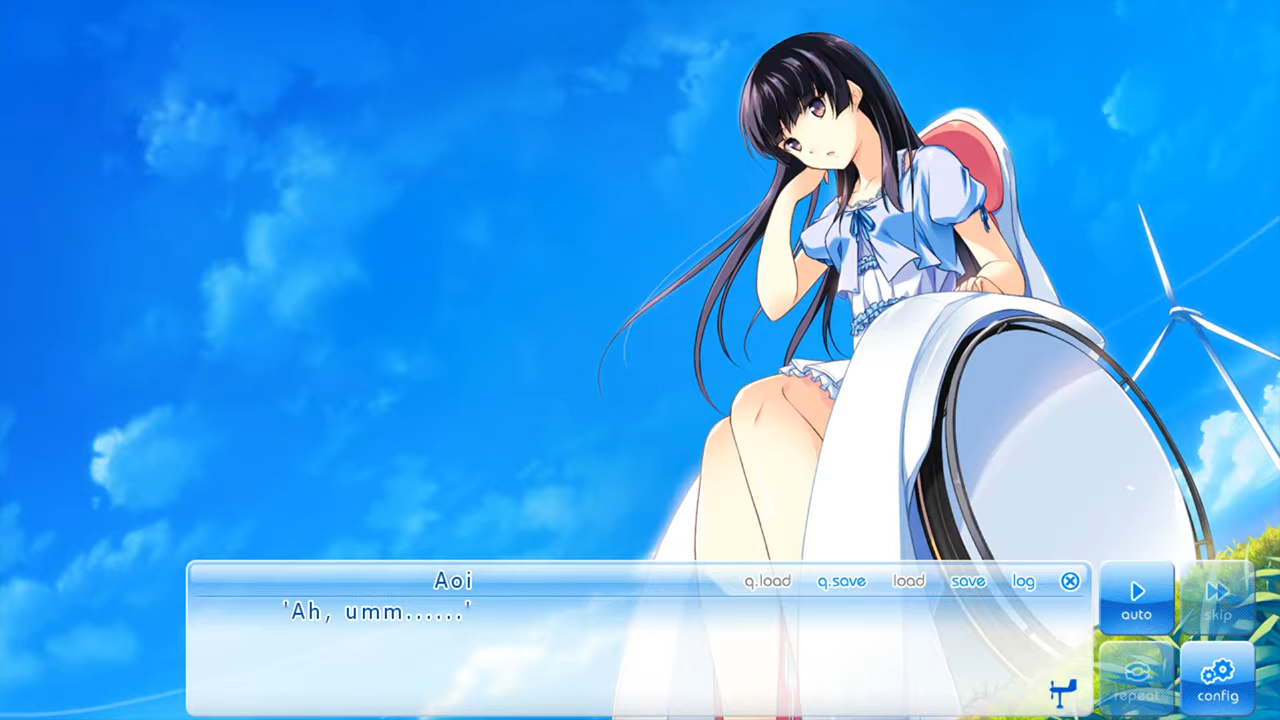 Aoi
q.load q.save load save log
'Ah, umm......'
auto
skip
repeat
config